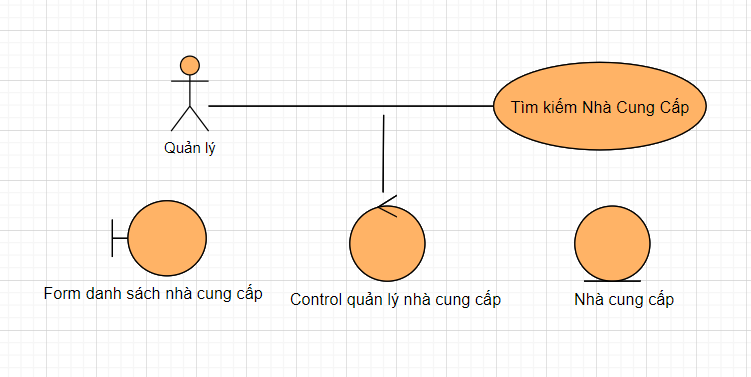 Tìm kiếm Nhà Cung Cấp
Quản lý
Form danh sách nhà cung cấp
Control quản lý nhà cung cấp
Nhà cung cấp